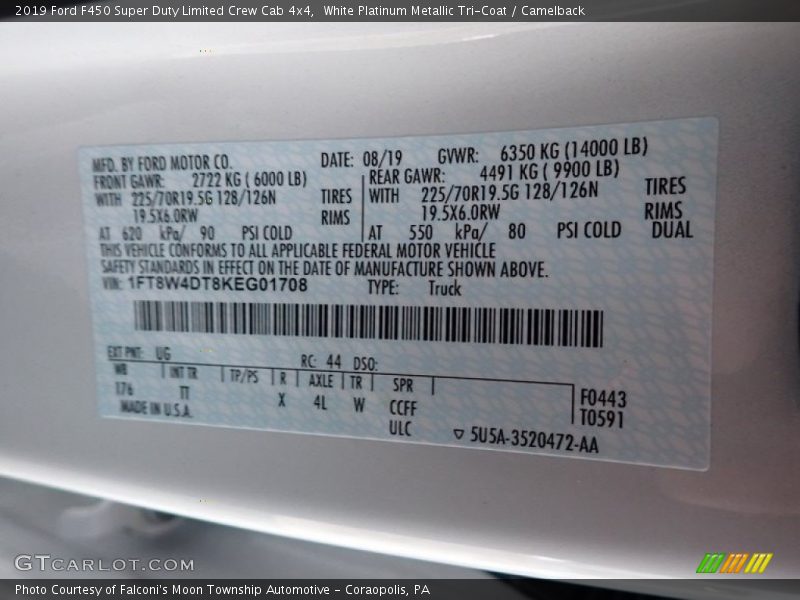 2019 Ford F450 Super Duty Limited Crew Cab 4x4, White Platinum Metallic Tri-Coat / Camelback
MFD. BY FORD MOTOR CO. DATE: 08/19 GVWR: 6350 KG (14000 LB)
FRONT GAWR: 2722 KG ( 6000 LB) REAR GAWR: 4491 KG ( 9900 LB)
WITH 225/70R19.5G 128/126N TIRES WITH 225/70R19.5G 128/126N TIRES
19.5X6.0RW RIMS 19.5X6.0RW RIMS
AT 620 kPa/ 90 PSI COLD AT 550 kPa/ 80 PSI COLD DUAL
THIS VEHICLE CONFORMS TO ALL APPLICABLE FEDERAL MOTOR VEHICLE
SAFETY STANDARDS IN EFFECT ON THE DATE OF MANUFACTURE SHOWN ABOVE.
VIN: 1FT8W4DT8KEG01708 TYPE: Truck
EXT PNT: UG RC: 44 DSO:
WB INT TR TP/PS R AXLE TR SPR
176 TT X 4L W CCFF F0443
MADE IN U.S.A. ULC T0591
▽ 5U5A-3520472-AA
GTCARLOT.COM
Photo Courtesy of Falconi's Moon Township Automotive - Coraopolis, PA